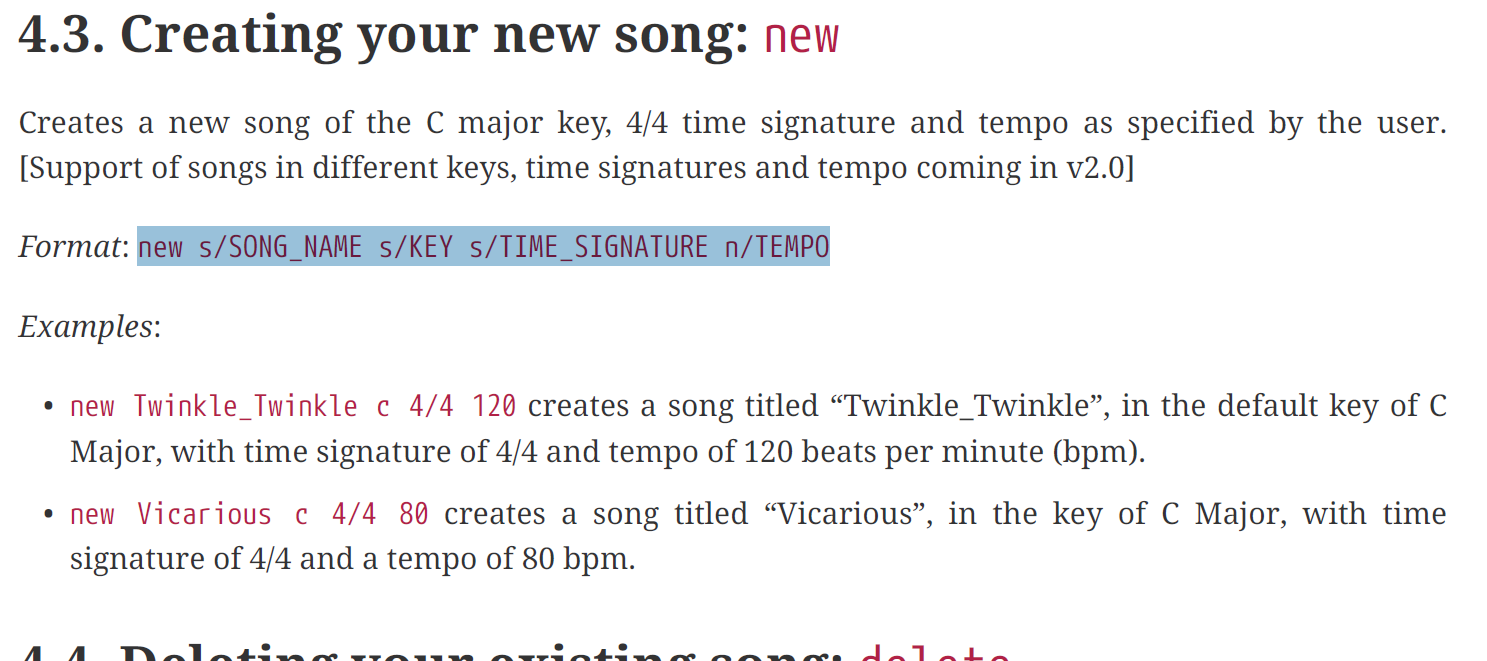 4.3. Creating your new song: new
Creates a new song of the C major key, 4/4 time signature and tempo as specified by the user.
[Support of songs in different keys, time signatures and tempo coming in v2.0]
Format: new s/SONG_NAME s/KEY s/TIME_SIGNATURE n/TEMPO
Examples:
• new Twinkle_Twinkle c 4/4 120 creates a song titled “Twinkle_Twinkle”, in the default key of C
Major, with time signature of 4/4 and tempo of 120 beats per minute (bpm).
• new Vicarious c 4/4 80 creates a song titled “Vicarious”, in the key of C Major, with time
signature of 4/4 and a tempo of 80 bpm.
4.4. Deleting your existing song: delete